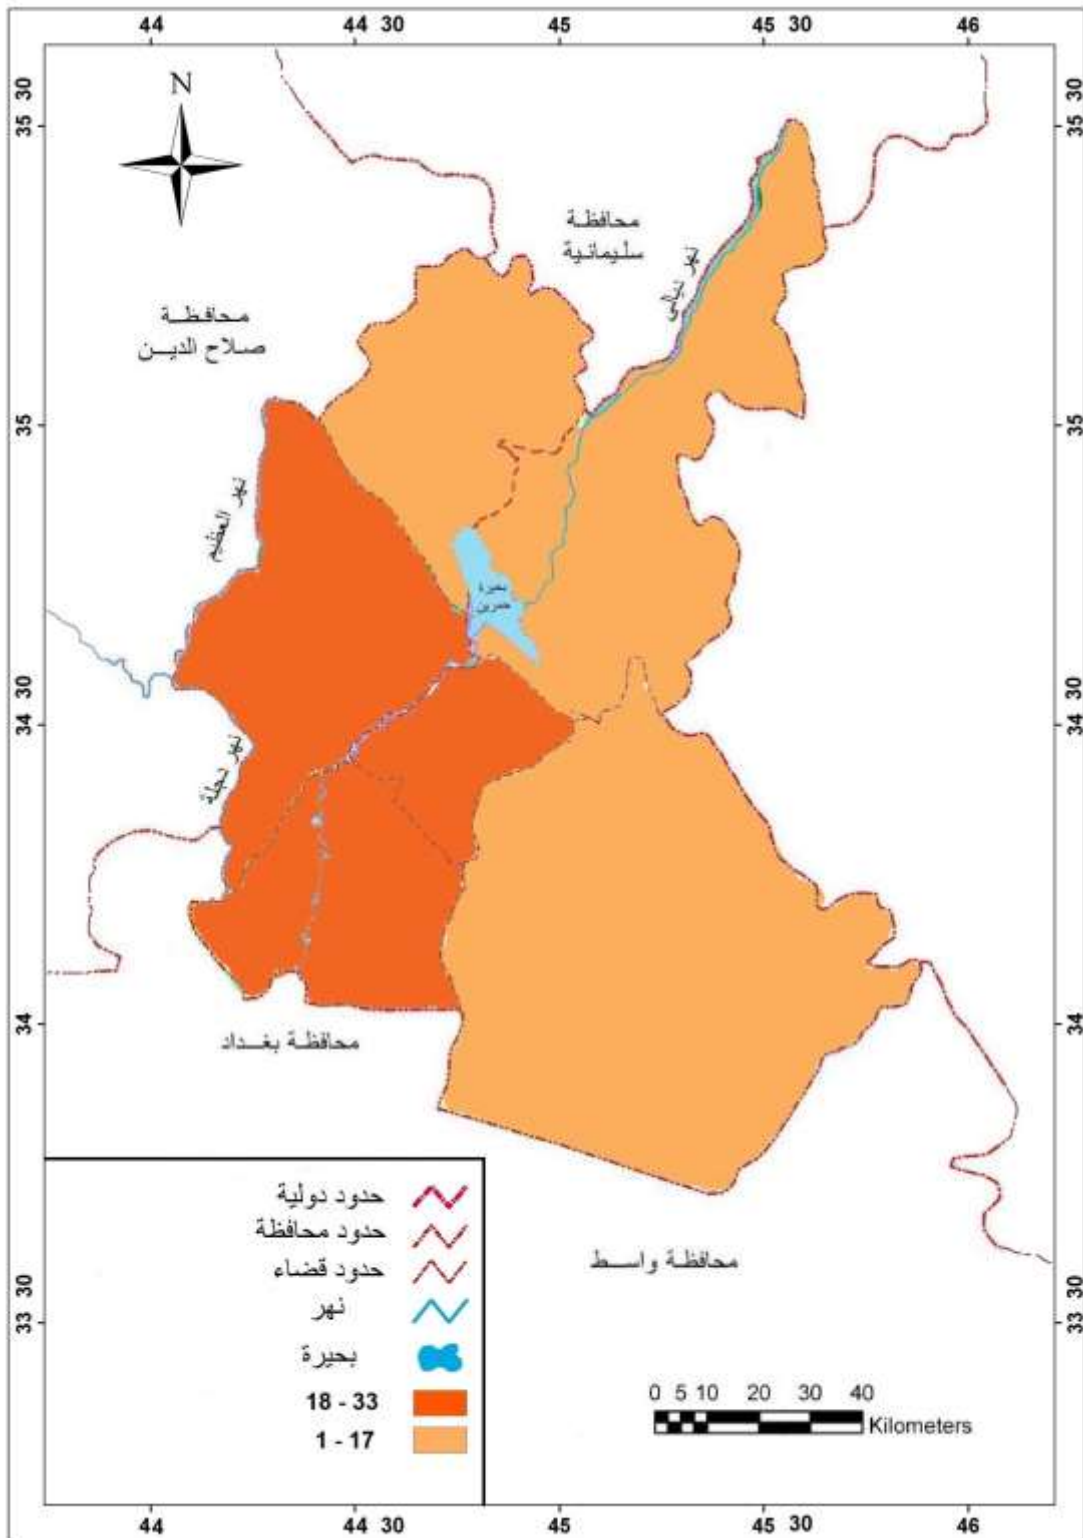 44 44 30 45 45 30 46
35 30
35
34 30
34
33 30
35 30
35
34 30
34
33 30
N
محافظة
سليمانية
نهر ديالى
محافظة
صلاح الدين
نهر العظيم
بحيرة
حمرين
نهر دجلة
محافظة بغداد
محافظة واسط
حدود دولية
حدود محافظة
حدود قضاء
نهر
بحيرة
18 - 33
1 - 17
0 5 10 20 30 40
Kilometers
44 44 30 45 45 30 46